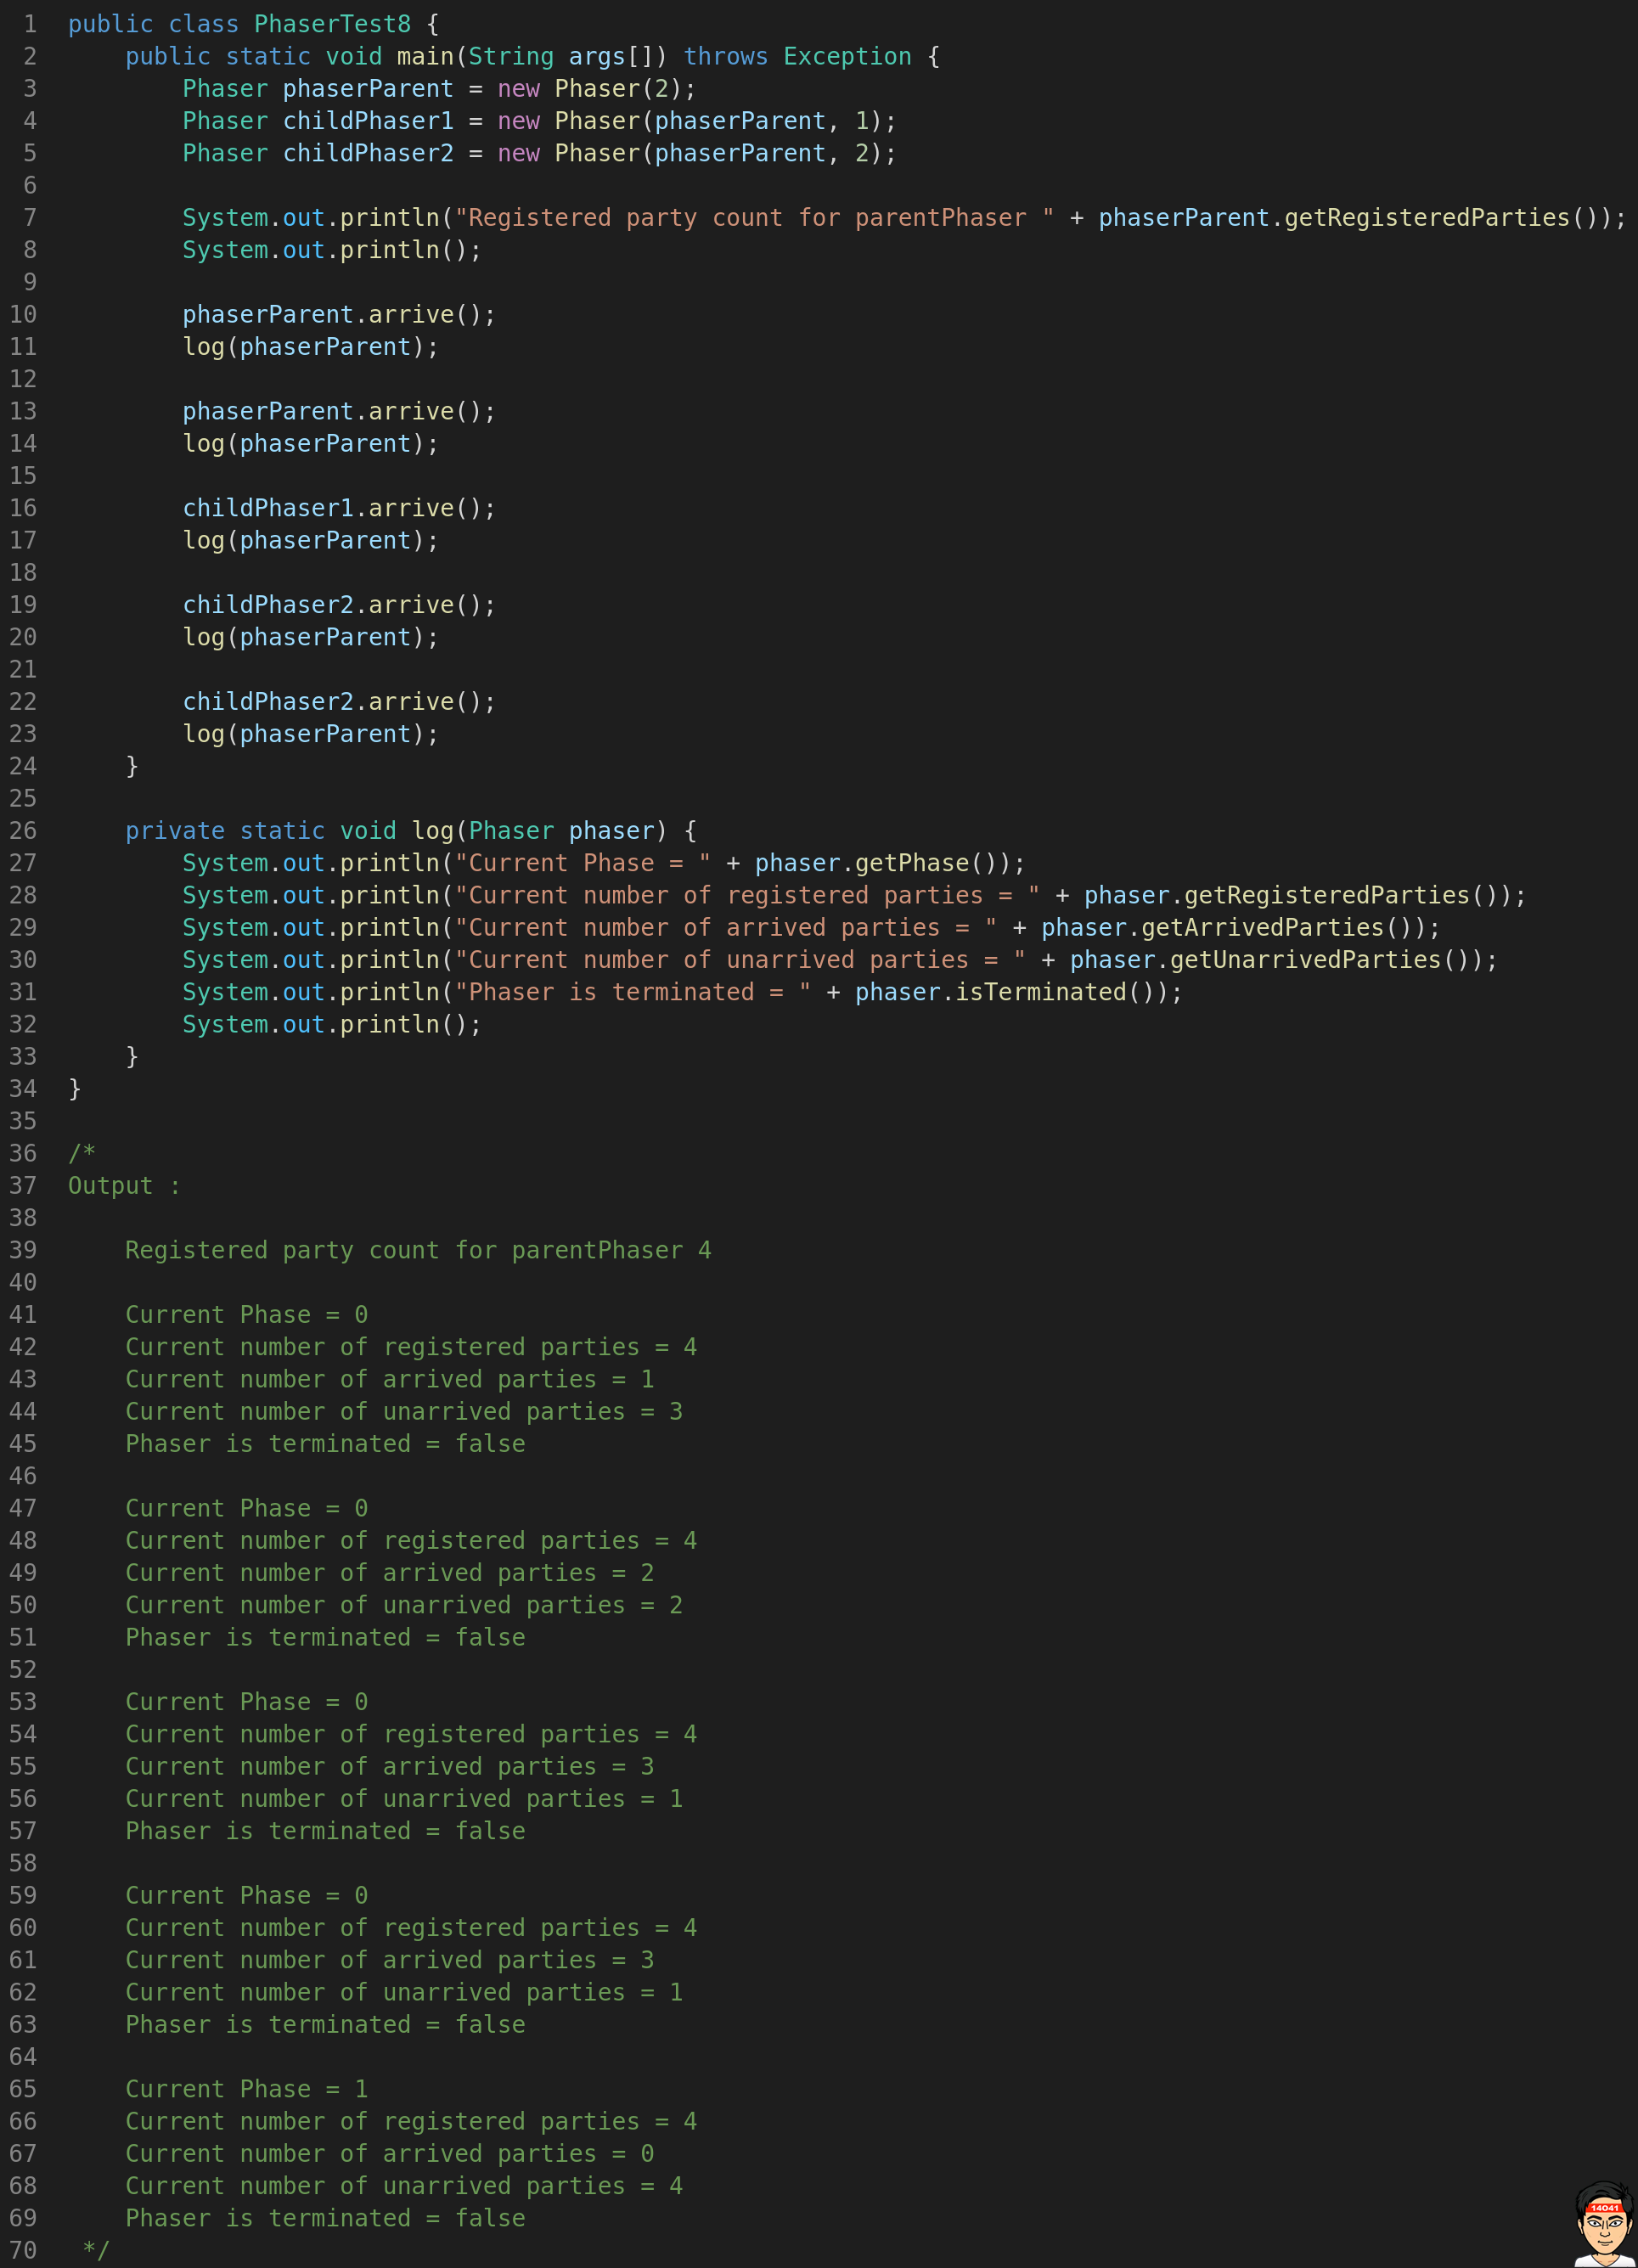 1 public class PhaserTest8 {
2     public static void main(String args[]) throws Exception {
3         Phaser phaserParent = new Phaser(2);
4         Phaser childPhaser1 = new Phaser(phaserParent, 1);
5         Phaser childPhaser2 = new Phaser(phaserParent, 2);
6
7         System.out.println("Registered party count for parentPhaser " + phaserParent.getRegisteredParties());
8         System.out.println();
9
10         phaserParent.arrive();
11         log(phaserParent);
12
13         phaserParent.arrive();
14         log(phaserParent);
15
16         childPhaser1.arrive();
17         log(phaserParent);
18
19         childPhaser2.arrive();
20         log(phaserParent);
21
22         childPhaser2.arrive();
23         log(phaserParent);
24     }
25
26     private static void log(Phaser phaser) {
27         System.out.println("Current Phase = " + phaser.getPhase());
28         System.out.println("Current number of registered parties = " + phaser.getRegisteredParties());
29         System.out.println("Current number of arrived parties = " + phaser.getArrivedParties());
30         System.out.println("Current number of unarrived parties = " + phaser.getUnarrivedParties());
31         System.out.println("Phaser is terminated = " + phaser.isTerminated());
32         System.out.println();
33     }
34 }
35
36 /*
37 Output :
38
39     Registered party count for parentPhaser 4
40
41     Current Phase = 0
42     Current number of registered parties = 4
43     Current number of arrived parties = 1
44     Current number of unarrived parties = 3
45     Phaser is terminated = false
46
47     Current Phase = 0
48     Current number of registered parties = 4
49     Current number of arrived parties = 2
50     Current number of unarrived parties = 2
51     Phaser is terminated = false
52
53     Current Phase = 0
54     Current number of registered parties = 4
55     Current number of arrived parties = 3
56     Current number of unarrived parties = 1
57     Phaser is terminated = false
58
59     Current Phase = 0
60     Current number of registered parties = 4
61     Current number of arrived parties = 3
62     Current number of unarrived parties = 1
63     Phaser is terminated = false
64
65     Current Phase = 1
66     Current number of registered parties = 4
67     Current number of arrived parties = 0
68     Current number of unarrived parties = 4
69     Phaser is terminated = false
70  */
14041